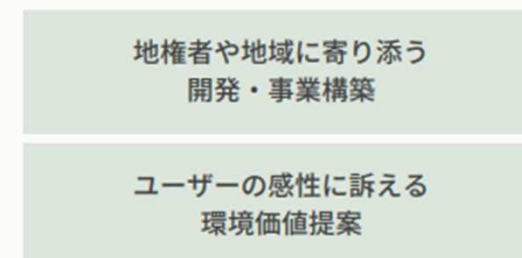 地権者や地域に寄り添う
開発・事業構築
ユーザーの感性に訴える
環境価値提案